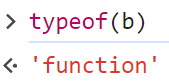 > typeof(b)
<· 'function'